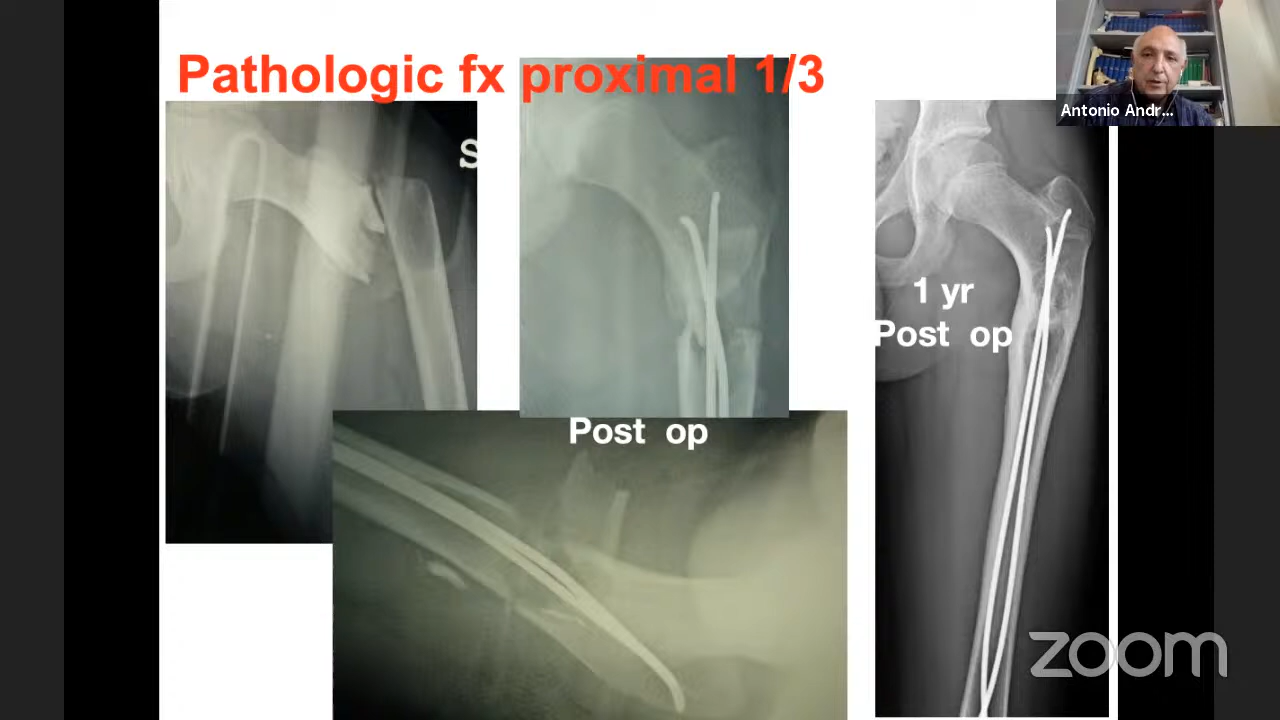 Pathologic fx proximal 1/3
Antonio Andr...
S
1 yr
Post op
Post op
zoom